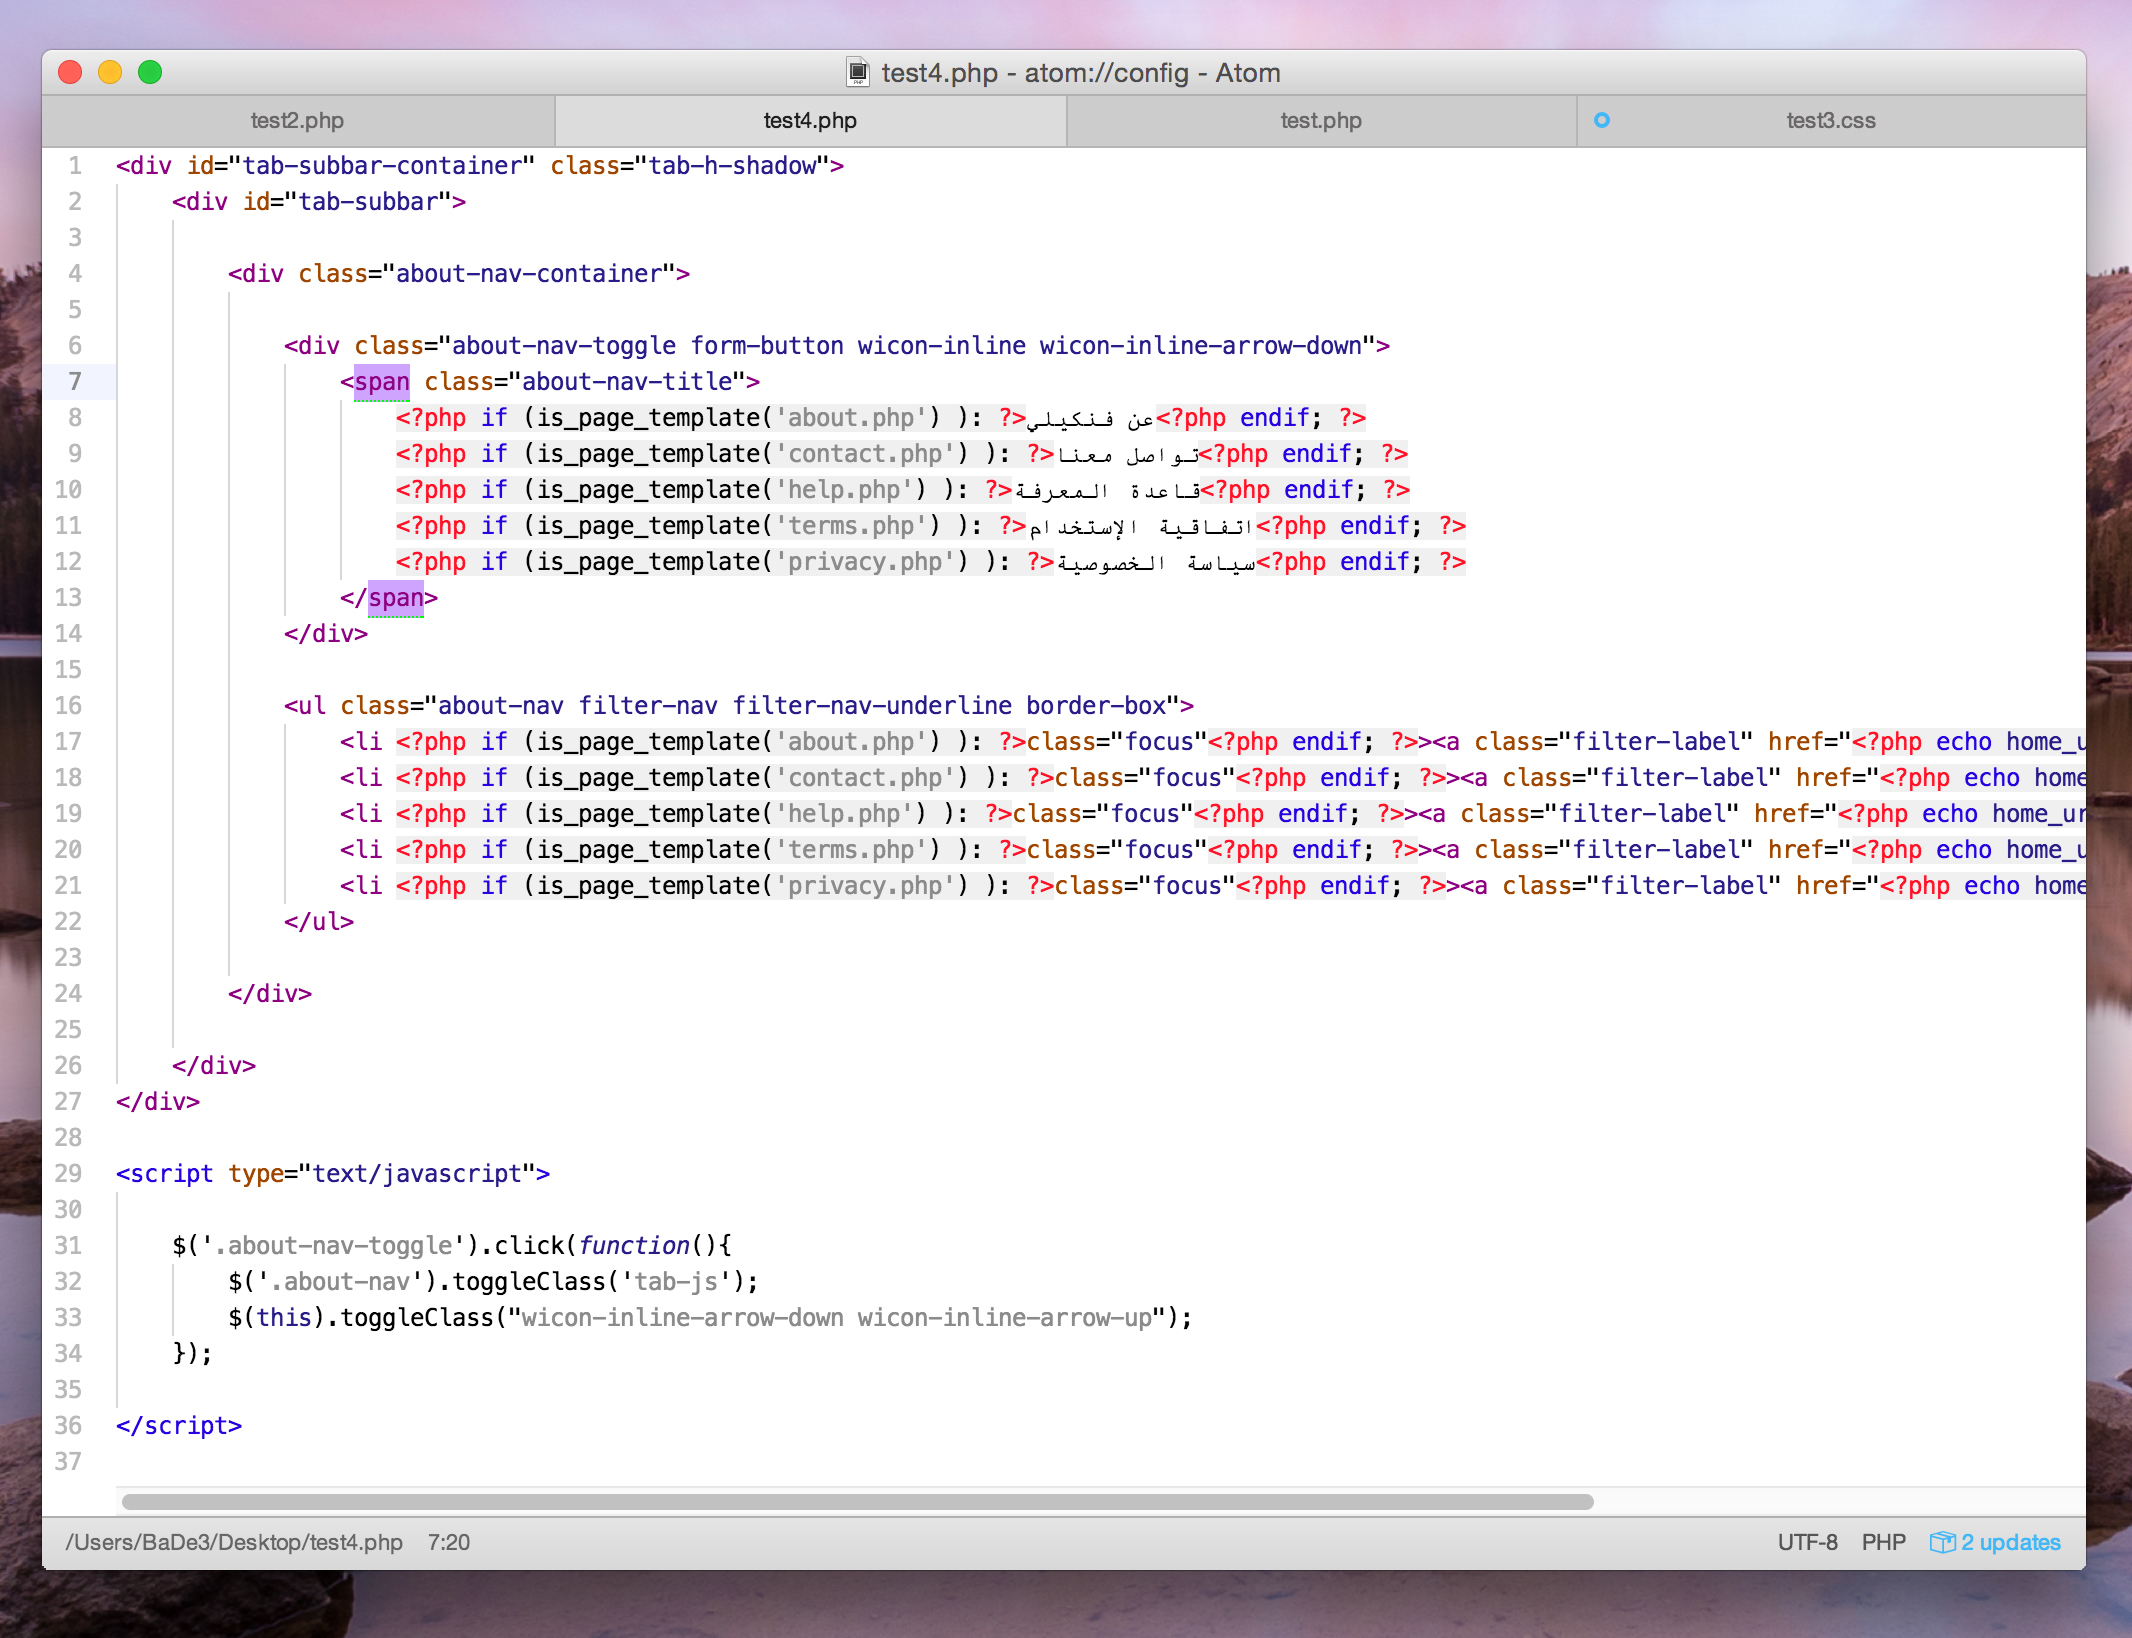 test4.php - atom://config - Atom
test2.php
test4.php
test.php
test3.css
1 <div id="tab-subbar-container" class="tab-h-shadow">
2 <div id="tab-subbar">
3
4 <div class="about-nav-container">
5
6 <div class="about-nav-toggle form-button wicon-inline wicon-inline-arrow-down">
7 <span class="about-nav-title">
8 <?php if (is_page_template('about.php') ): ?>عن فنكيلي<?php endif; ?>
9 <?php if (is_page_template('contact.php') ): ?>تواصل معنا<?php endif; ?>
10 <?php if (is_page_template('help.php') ): ?>قاعدة المعرفة<?php endif; ?>
11 <?php if (is_page_template('terms.php') ): ?>اتفاقية الإستخدام<?php endif; ?>
12 <?php if (is_page_template('privacy.php') ): ?>سياسة الخصوصية<?php endif; ?>
13 </span>
14 </div>
15
16 <ul class="about-nav filter-nav filter-nav-underline border-box">
17 <li <?php if (is_page_template('about.php') ): ?>class="focus"<?php endif; ?>><a class="filter-label" href="<?php echo home_u
18 <li <?php if (is_page_template('contact.php') ): ?>class="focus"<?php endif; ?>><a class="filter-label" href="<?php echo home
19 <li <?php if (is_page_template('help.php') ): ?>class="focus"<?php endif; ?>><a class="filter-label" href="<?php echo home_ur
20 <li <?php if (is_page_template('terms.php') ): ?>class="focus"<?php endif; ?>><a class="filter-label" href="<?php echo home_u
21 <li <?php if (is_page_template('privacy.php') ): ?>class="focus"<?php endif; ?>><a class="filter-label" href="<?php echo home
22 </ul>
23
24 </div>
25
26 </div>
27 </div>
28
29 <script type="text/javascript">
30
31 $('.about-nav-toggle').click(function(){
32 $('.about-nav').toggleClass('tab-js');
33 $(this).toggleClass("wicon-inline-arrow-down wicon-inline-arrow-up");
34 });
35
36 </script>
37
/Users/BaDe3/Desktop/test4.php 7:20
UTF-8 PHP 2 updates